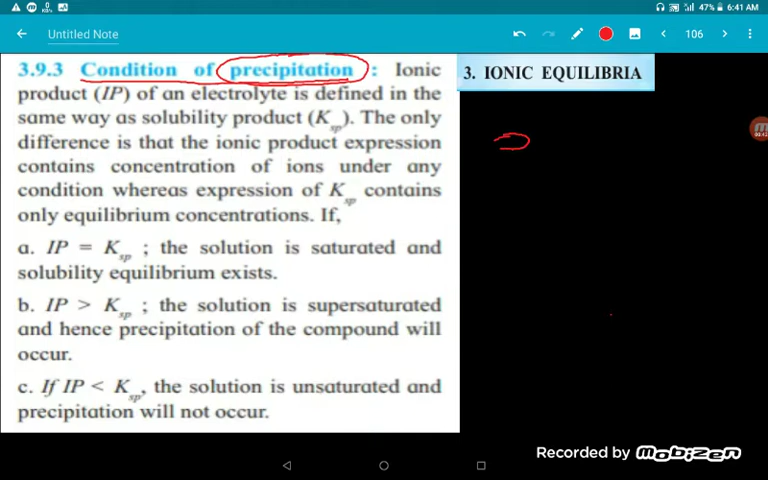 0
KB/s
47% 6:41 AM
Untitled Note
106
3.9.3 Condition of precipitation : Ionic
product (IP) of an electrolyte is defined in the
same way as solubility product (Ksp). The only
difference is that the ionic product expression
contains concentration of ions under any
condition whereas expression of Ksp contains
only equilibrium concentrations. If,
a. IP = Ksp ; the solution is saturated and
solubility equilibrium exists.
b. IP > Ksp ; the solution is supersaturated
and hence precipitation of the compound will
occur.
c. If IP < Ksp, the solution is unsaturated and
precipitation will not occur.
3. IONIC EQUILIBRIA
Recorded by mobizen